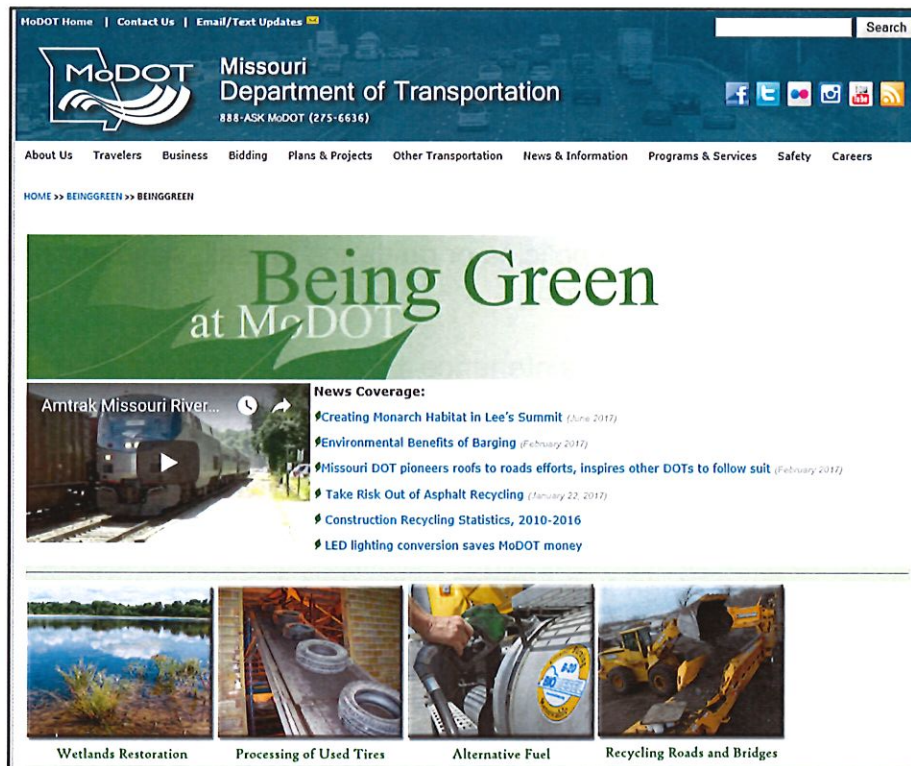 MoDOT Home | Contact Us | Email/Text Updates
Search
MoDOT
Missouri
Department of Transportation
888-ASK MoDOT (275-6636)
About Us Travelers Business Bidding Plans & Projects Other Transportation News & Information Programs & Services Safety Careers
HOME >> BEINGGREEN >> BEINGGREEN
Being Green
at MoDOT
Amtrak Missouri River...
News Coverage:
Creating Monarch Habitat in Lee's Summit (June 2017)
Environmental Benefits of Barging (February 2017)
Missouri DOT pioneers roofs to roads efforts, inspires other DOTs to follow suit (February 2017)
Take Risk Out of Asphalt Recycling (January 22, 2017)
Construction Recycling Statistics, 2010-2016
LED lighting conversion saves MoDOT money
B-20
BIO
Wetlands Restoration Processing of Used Tires Alternative Fuel Recycling Roads and Bridges